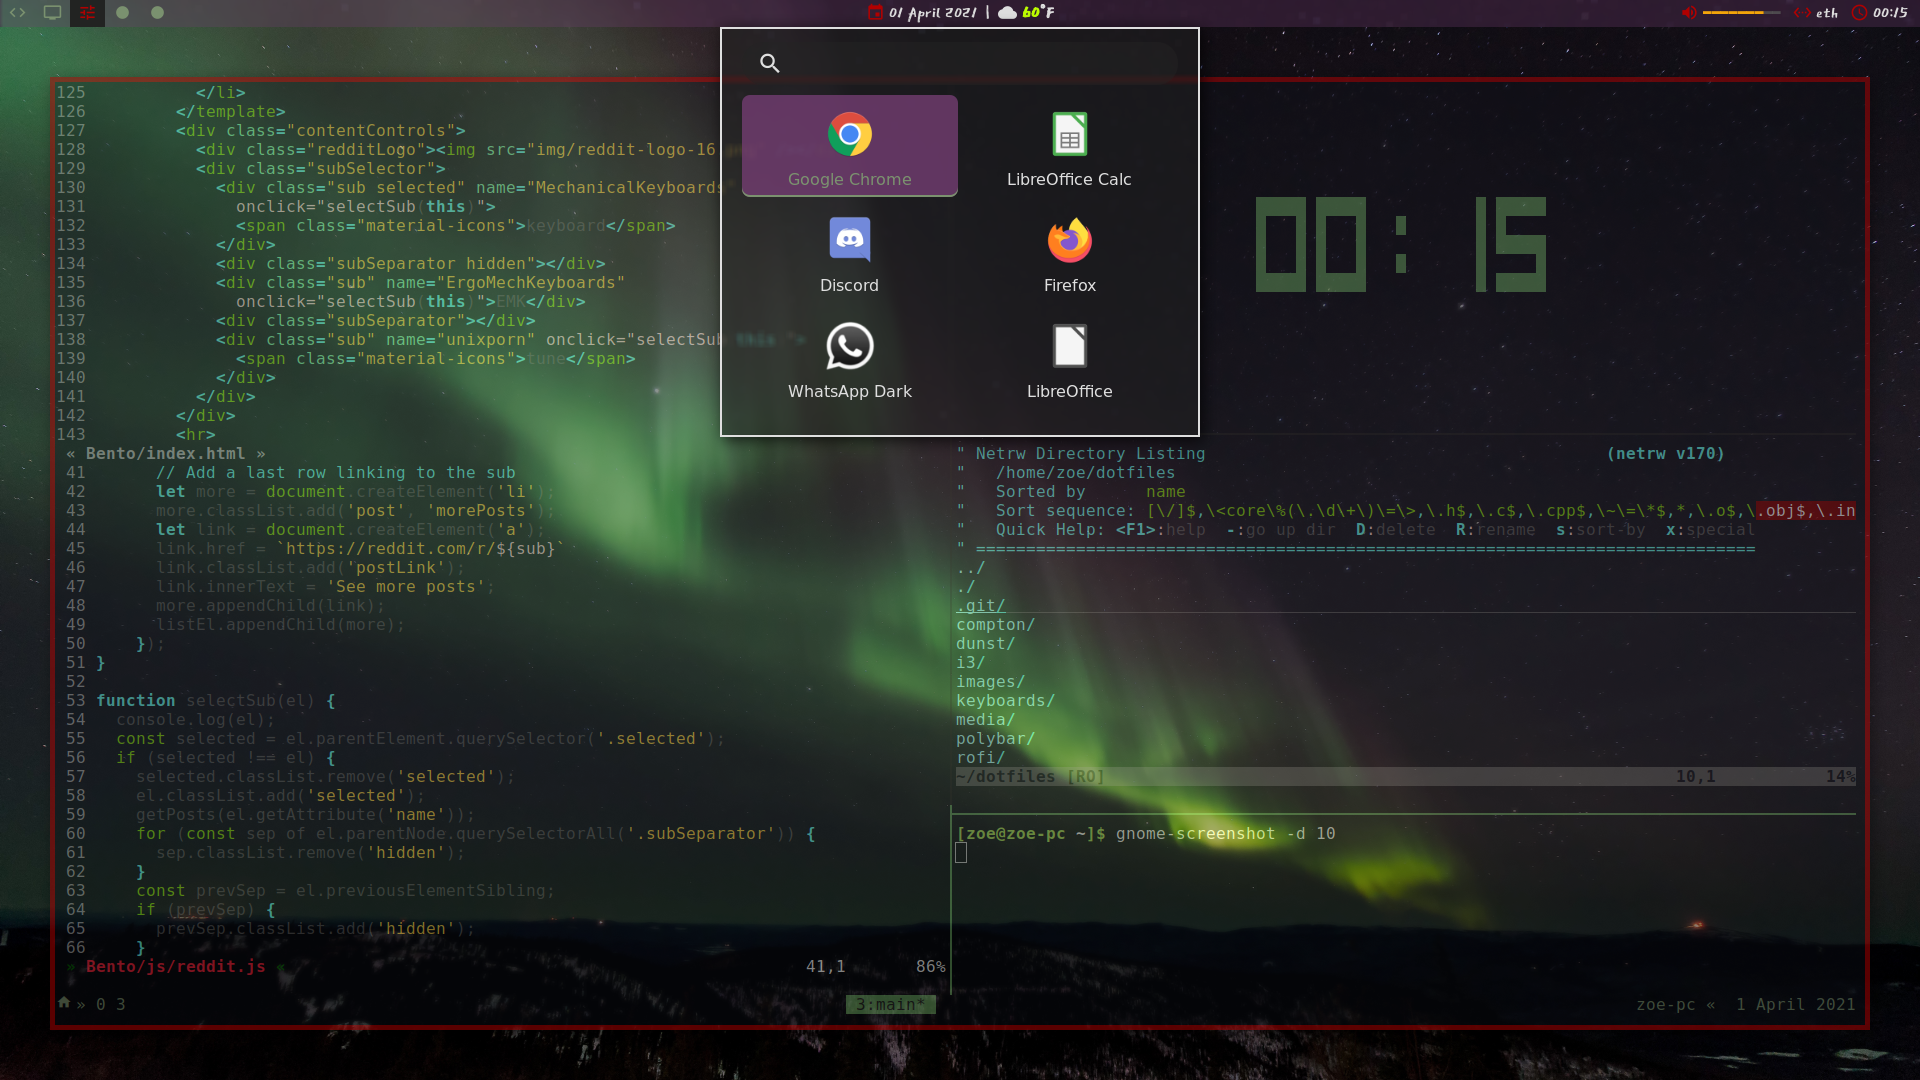 01 April 2021 | 60°F
eth 00:15
125 </li>
126 </template>
127 <div class="contentControls">
128 <div class="redditLogo"><img src="img/reddit-logo-16
129 <div class="subSelector">
130 <div class="sub selected" name="MechanicalKeyboards"
131 onclick="selectSub(this)">
132 <span class="material-icons">keyboard</span>
133 </div>
134 <div class="subSeparator hidden"></div>
135 <div class="sub" name="ErgoMechKeyboards"
136 onclick="selectSub(this)">EMK</div>
137 <div class="subSeparator"></div>
138 <div class="sub" name="unixporn" onclick="selectSub this ">
139 <span class="material-icons">tune</span>
140 </div>
141 </div>
142 </div>
143 <hr>
« Bento/index.html »
41 // Add a last row linking to the sub
42 let more = document.createElement('li');
43 more.classList.add('post', 'morePosts');
44 let link = document.createElement('a');
45 link.href = `https://reddit.com/r/${sub}`
46 link.classList.add('postLink');
47 link.innerText = 'See more posts';
48 more.appendChild(link);
49 listEl.appendChild(more);
50 });
51 }
52
53 function selectSub(el) {
54 console.log(el);
55 const selected = el.parentElement.querySelector('.selected');
56 if (selected !== el) {
57 selected.classList.remove('selected');
58 el.classList.add('selected');
59 getPosts(el.getAttribute('name'));
60 for (const sep of el.parentNode.querySelectorAll('.subSeparator')) {
61 sep.classList.remove('hidden');
62 }
63 const prevSep = el.previousElementSibling;
64 if (prevSep) {
65 prevSep.classList.add('hidden');
66 }
» Bento/js/reddit.js « 41,1 86%
Google Chrome
LibreOffice Calc
Discord
Firefox
WhatsApp Dark
LibreOffice
00:15
" Netrw Directory Listing (netrw v170)
" /home/zoe/dotfiles
" Sorted by name
" Sort sequence: [\/]$,\<core\%(\.\d\+\)\=\>,\.h$,\.c$,\.cpp$,\~\=\*$,*,\.o$,\.obj$,\.in
" Quick Help: <F1>:help -:go up dir D:delete R:rename s:sort-by x:special
" ==============================================================================
../
./
.git/
compton/
dunst/
i3/
images/
keyboards/
media/
polybar/
rofi/
~/dotfiles [RO] 10,1 14%
[zoe@zoe-pc ~]$ gnome-screenshot -d 10
» 0 3 3:main* zoe-pc « 1 April 2021